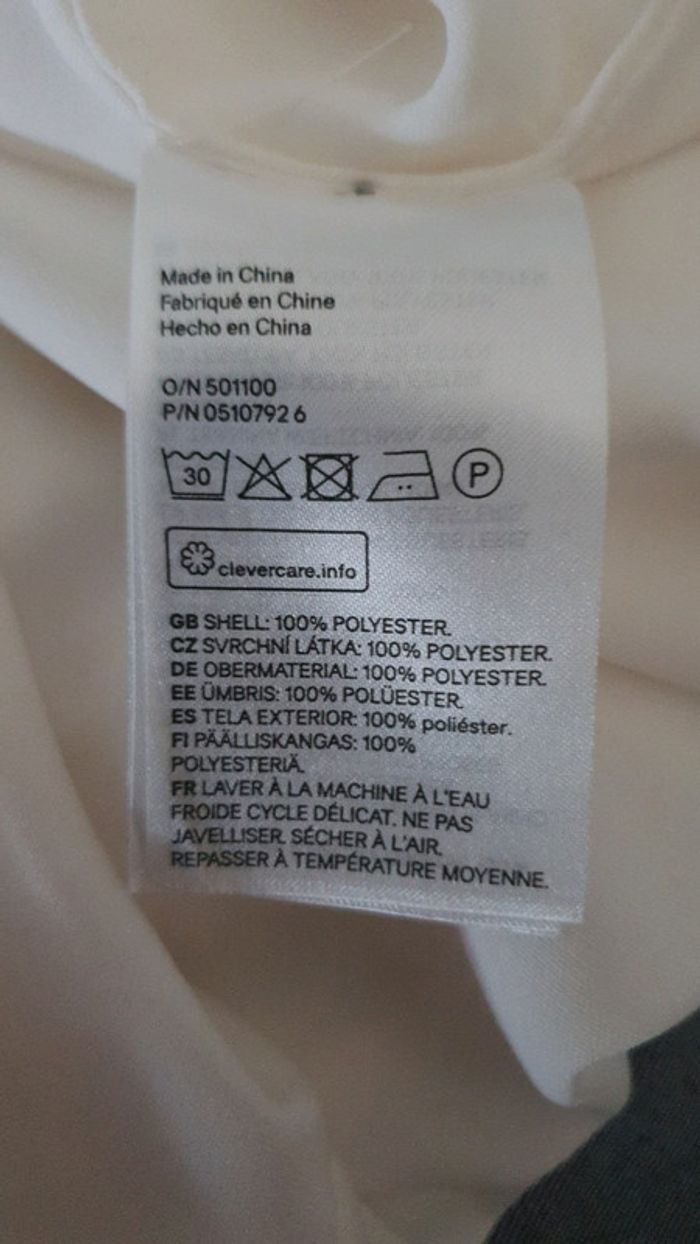 Made in China
Fabriqué en Chine
Hecho en China
O/N 501100
P/N 0510792 6
30
P
clevercare.info
GB SHELL: 100% POLYESTER.
CZ SVRCHNÍ LÁTKA: 100% POLYESTER.
DE OBERMATERIAL: 100% POLYESTER.
EE ÜMBRIS: 100% POLÜESTER.
ES TELA EXTERIOR: 100% poliéster.
FI PÄÄLLISKANGAS: 100%
POLYESTERIÄ.
FR LAVER À LA MACHINE À L'EAU
FROIDE CYCLE DÉLICAT. NE PAS
JAVELLISER. SÉCHER À L'AIR.
REPASSER À TEMPÉRATURE MOYENNE.